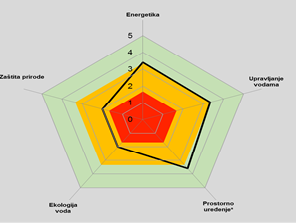 Energetika
5
4
Zaštita prirode
3
Upravljanje
vodama
2
1
0
Ekologija
voda
Prostorno
uređenje*